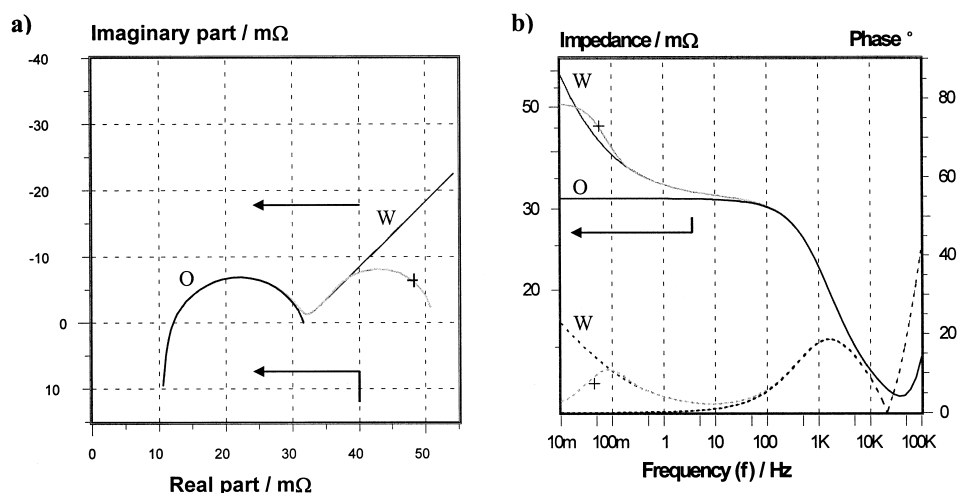 a)
Imaginary part / mΩ
-40
-30
-20
-10
0
10
W
O
+
0 10 20 30 40 50
Real part / mΩ
b)
Impedance / mΩ Phase °
W
50
+
O
30
20
W
+
80
60
40
20
10
0
10m 100m 1 10 100 1K 10K 100K
Frequency (f) / Hz